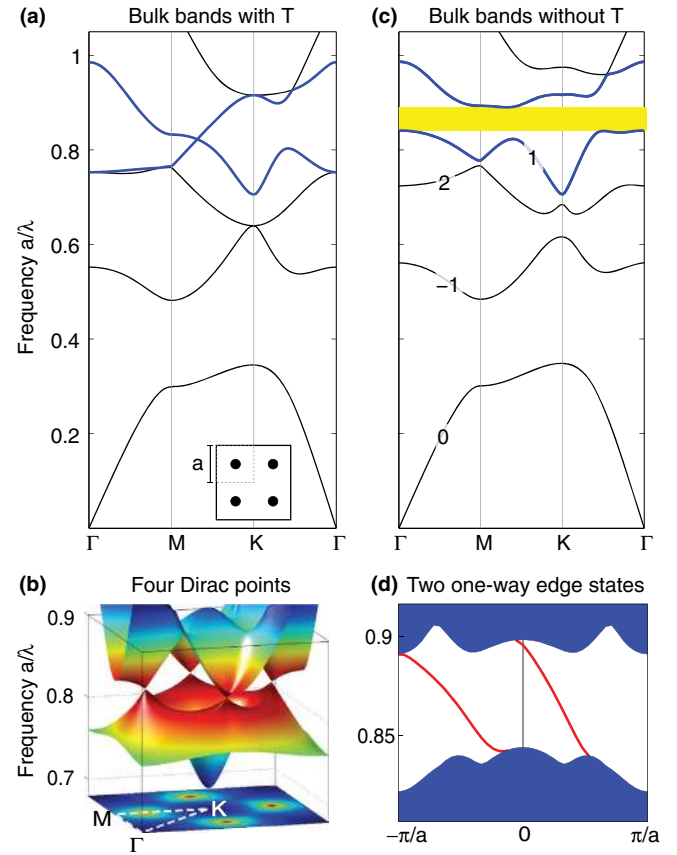 (a) Bulk bands with T
1
0.8
0.6
0.4
0.2
Frequency a/λ
a
Γ M K Γ
(c) Bulk bands without T
1
2
−1
0
Γ M K Γ
(b) Four Dirac points
0.9
0.8
0.7
Frequency a/λ
M
K
Γ
(d) Two one-way edge states
0.9
0.85
−π/a 0 π/a